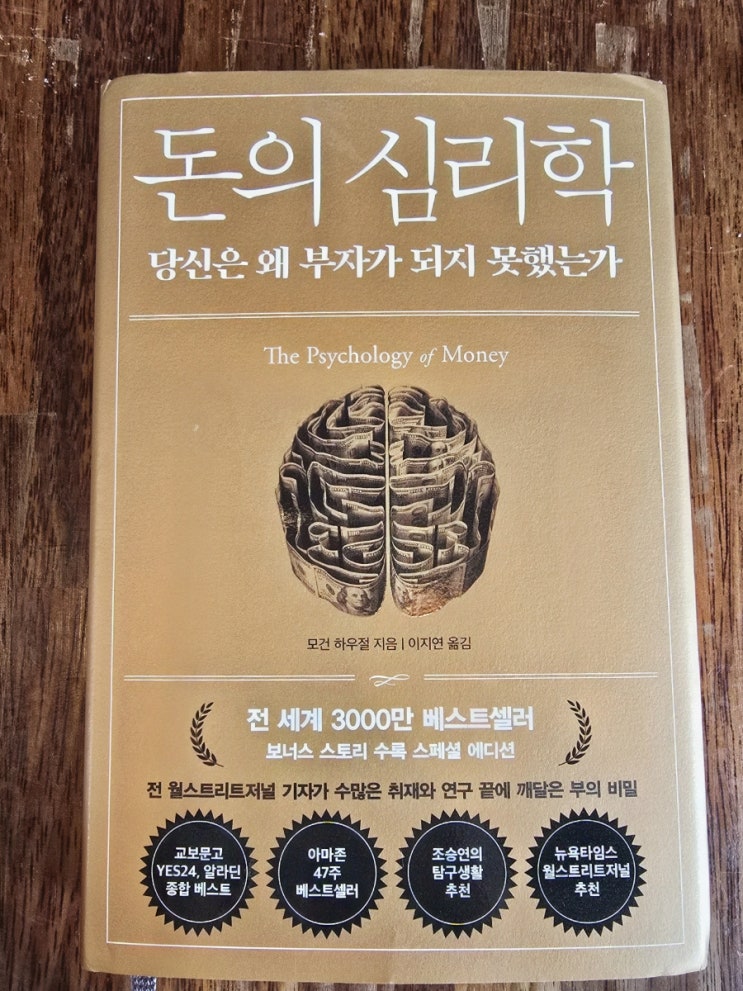 돈의 심리학
당신은 왜 부자가 되지 못했는가
The Psychology of Money
모건 하우절 지음 | 이지연 옮김
전 세계 3000만 베스트셀러
보너스 스토리 수록 스페셜 에디션
전 월스트리트저널 기자가 수많은 취재와 연구 끝에 깨달은 부의 비밀
교보문고
YES24, 알라딘
종합 베스트
아마존
47주
베스트셀러
조승연의
탐구생활
추천
뉴욕타임스
월스트리트저널
추천